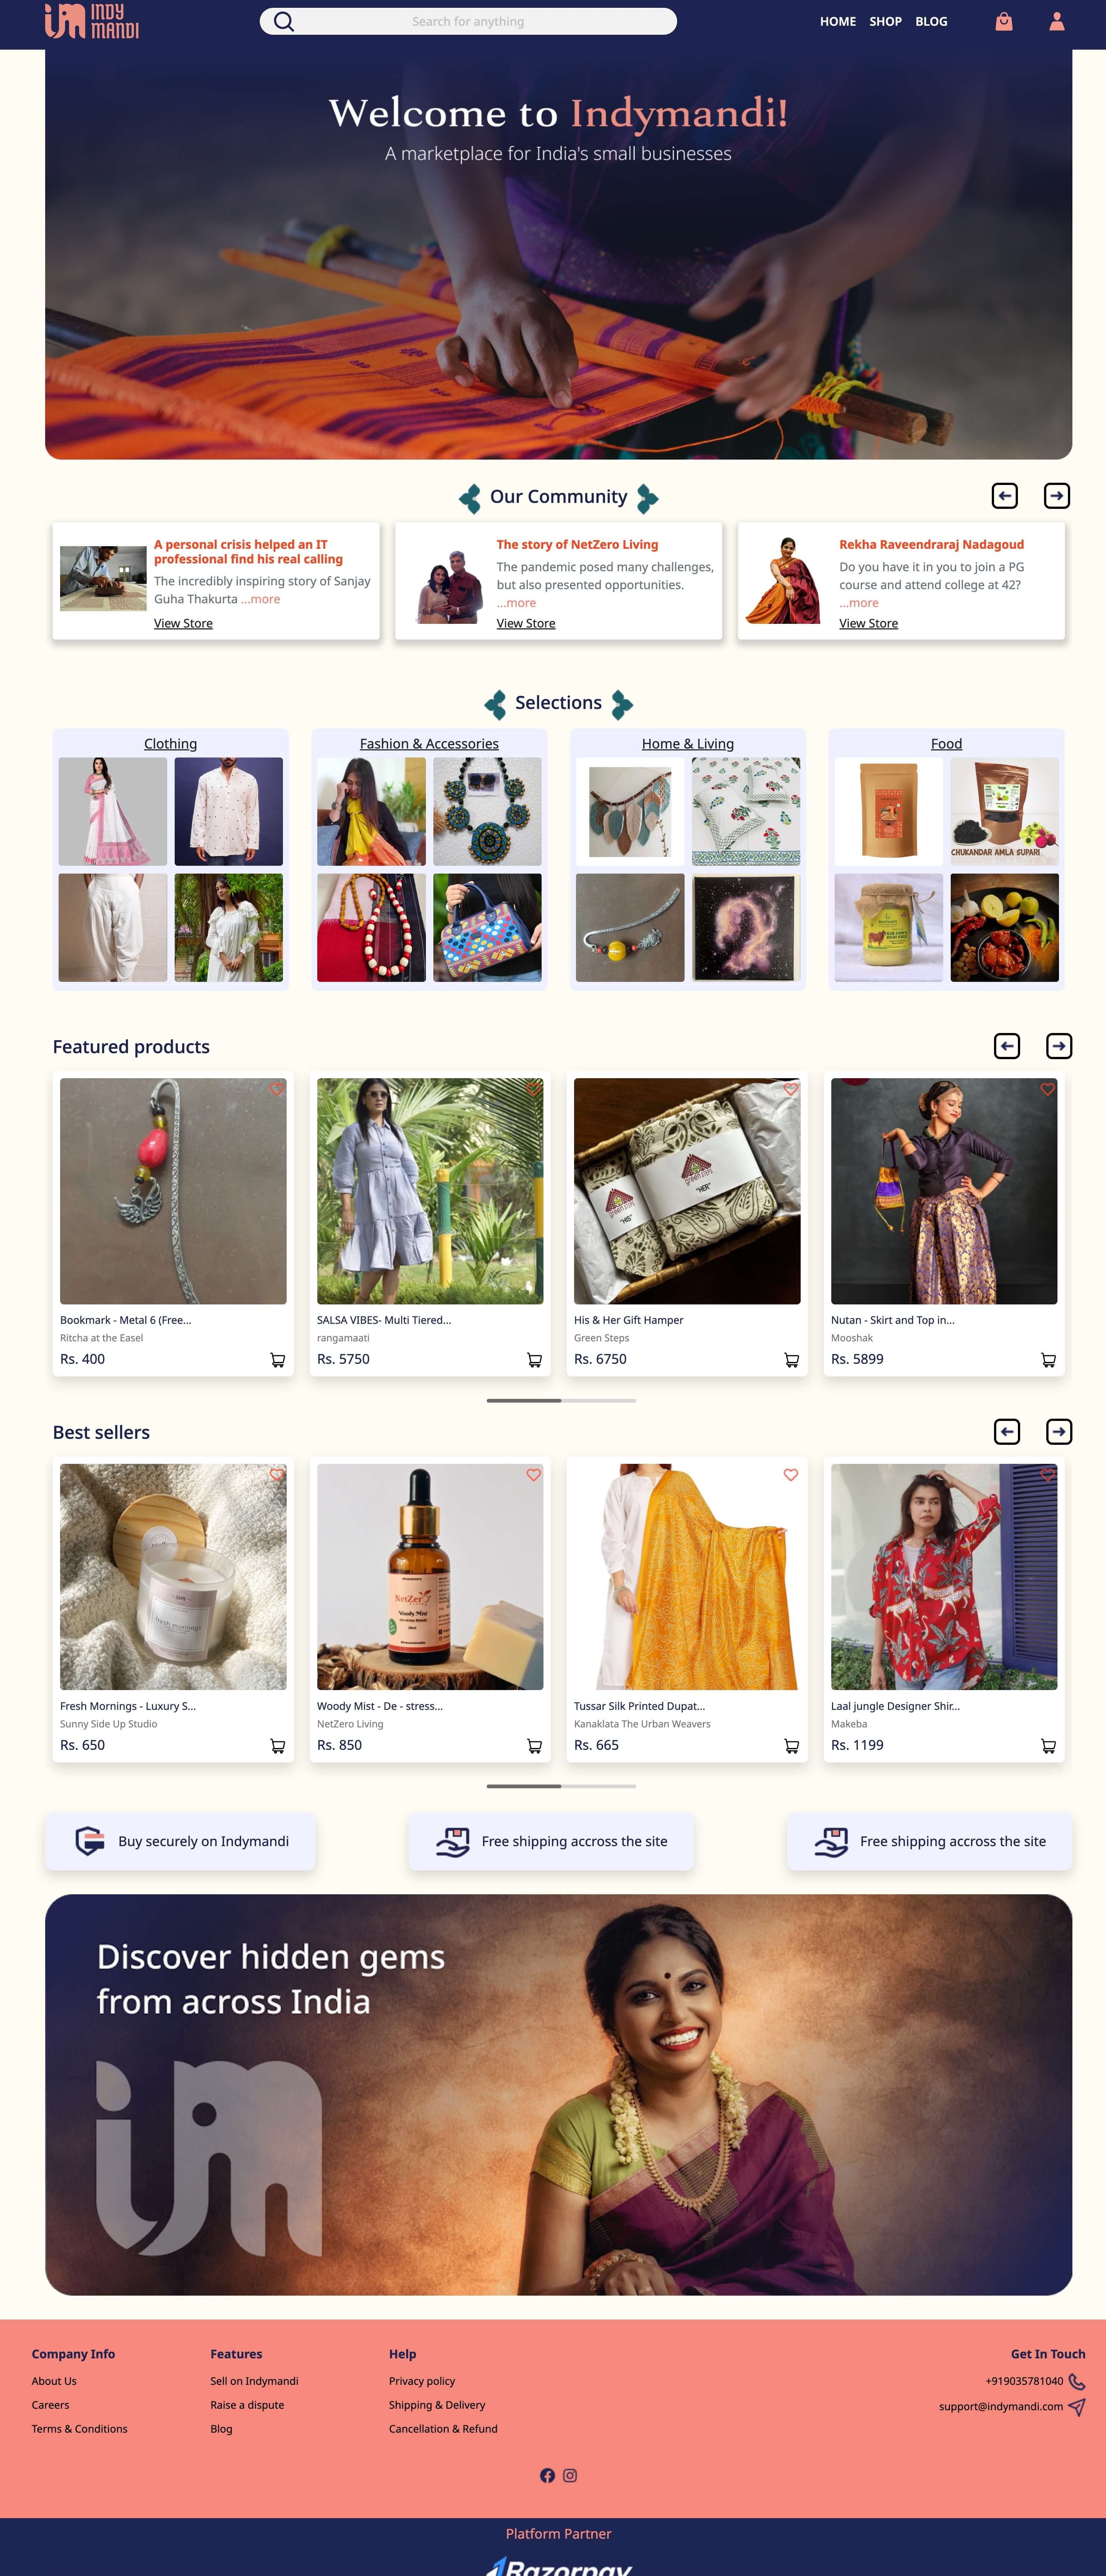 INDY
MANDI
Search for anything
HOME SHOP BLOG
Welcome to Indymandi!
A marketplace for India's small businesses
Our Community
A personal crisis helped an IT
professional find his real calling
The incredibly inspiring story of Sanjay
Guha Thakurta ...more
View Store
The story of NetZero Living
The pandemic posed many challenges,
but also presented opportunities.
...more
View Store
Rekha Raveendraraj Nadagoud
Do you have it in you to join a PG
course and attend college at 42?
...more
View Store
Selections
Clothing
Fashion & Accessories
Home & Living
Food
CHUKANDAR AMLA SUPARI
Featured products
green steps
"HIS"
green steps
"HER"
Bookmark - Metal 6 (Free...
Ritcha at the Easel
Rs. 400
SALSA VIBES- Multi Tiered...
rangamaati
Rs. 5750
His & Her Gift Hamper
Green Steps
Rs. 6750
Nutan - Skirt and Top in...
Mooshak
Rs. 5899
Best sellers
fresh mornings
NetZer
Woody Mist
Fresh Mornings - Luxury S...
Sunny Side Up Studio
Rs. 650
Woody Mist - De - stress...
NetZero Living
Rs. 850
Tussar Silk Printed Dupat...
Kanaklata The Urban Weavers
Rs. 665
Laal jungle Designer Shir...
Makeba
Rs. 1199
Buy securely on Indymandi
Free shipping accross the site
Free shipping accross the site
Discover hidden gems
from across India
Company Info
About Us
Careers
Terms & Conditions
Features
Sell on Indymandi
Raise a dispute
Blog
Help
Privacy policy
Shipping & Delivery
Cancellation & Refund
Get In Touch
+919035781040
support@indymandi.com
Platform Partner
Razorpay